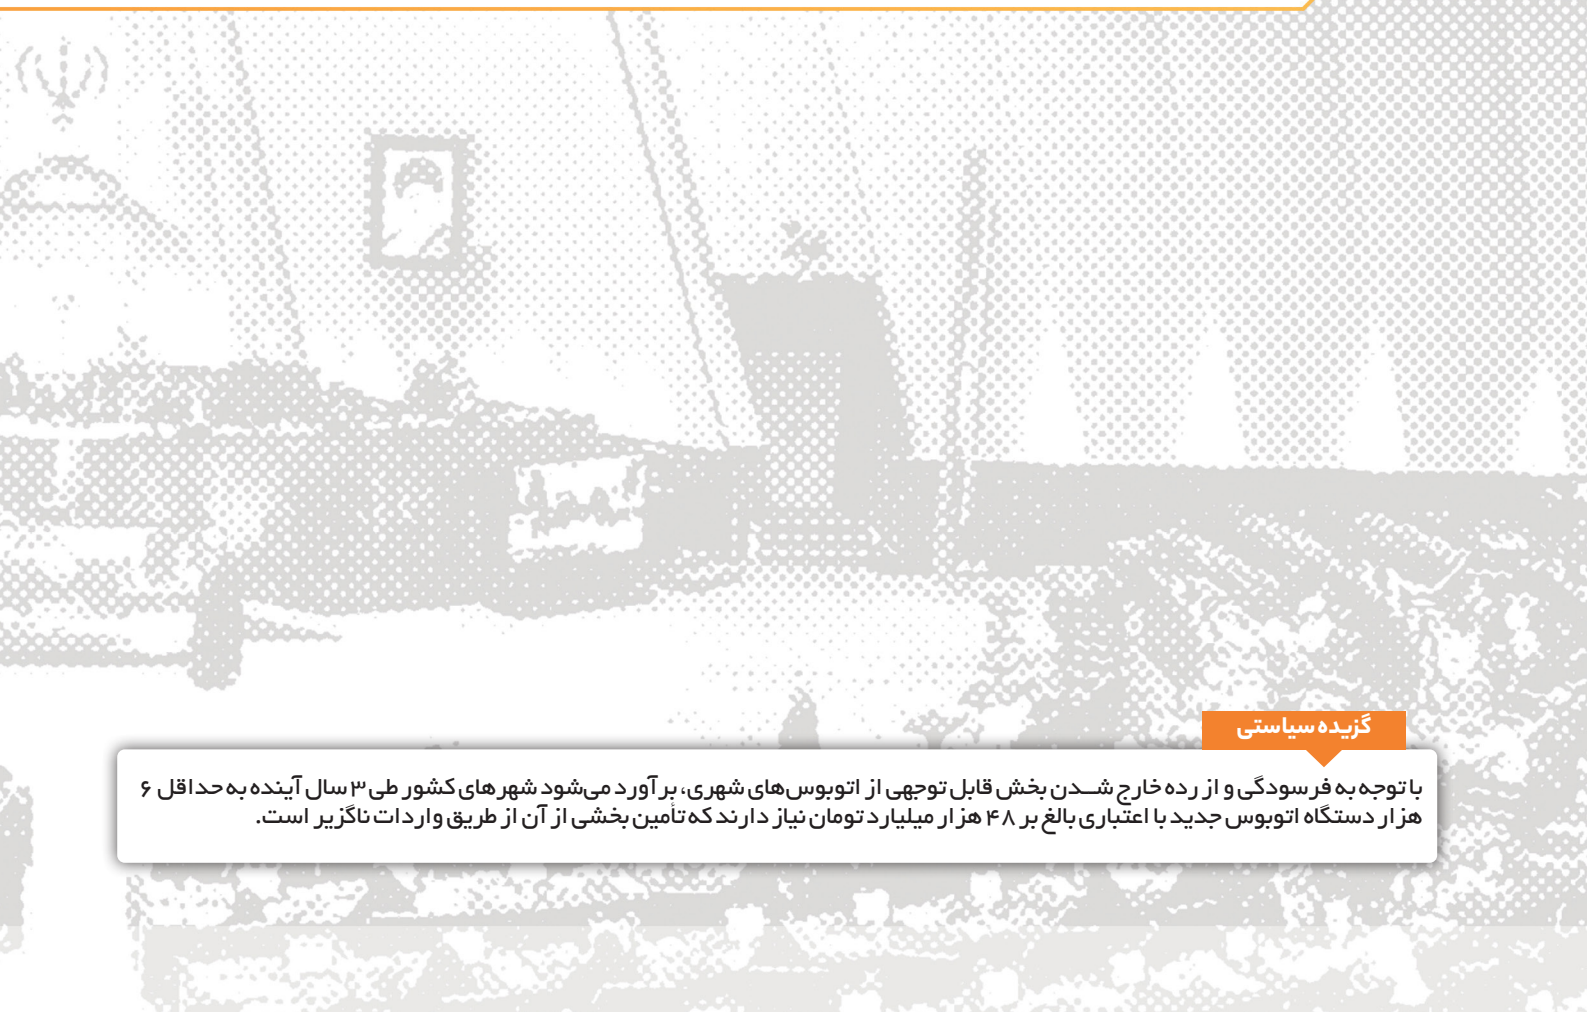 گزیده سیاستی
با توجه به فرسودگی و از رده خارج شدن بخش قابل توجهی از اتوبوس‌های شهری، برآورد می‌شود شهرهای کشور طی ۳ سال آینده به حداقل ۶
هزار دستگاه اتوبوس جدید با اعتباری بالغ بر ۴۸ هزار میلیارد تومان نیاز دارند که تأمین بخشی از آن از طریق واردات ناگزیر است.